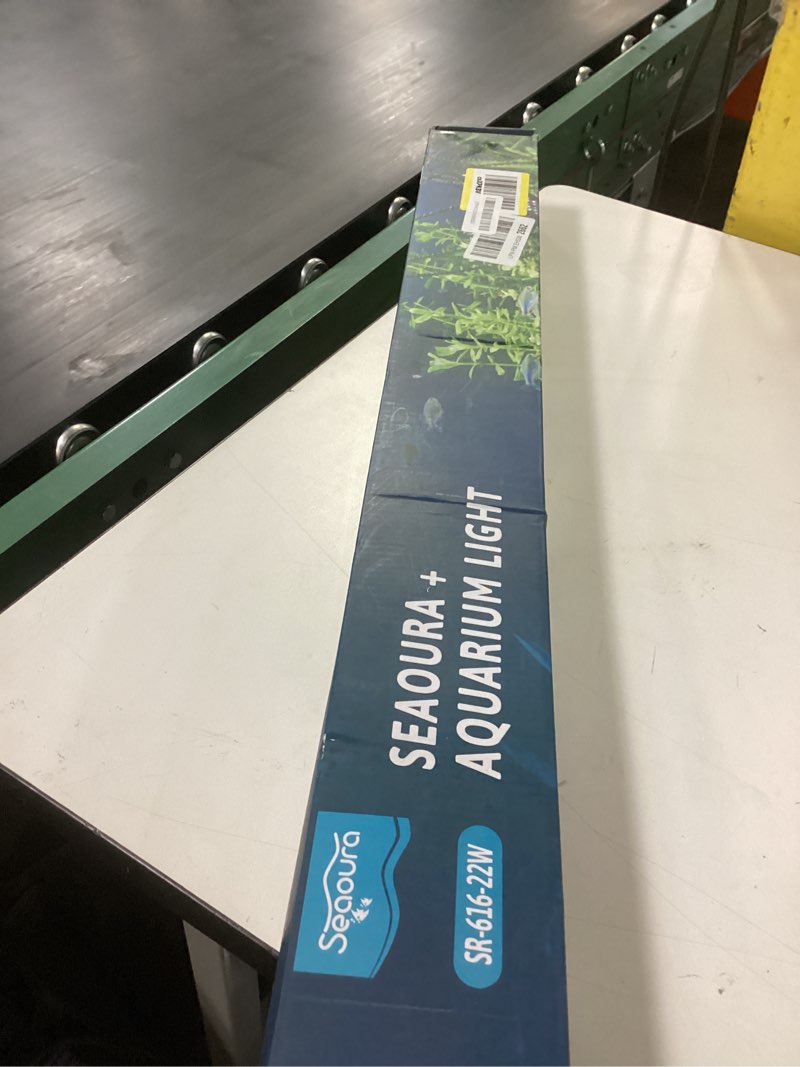 SEAOURA +
AQUARIUM LIGHT
Seaoura
SR-616-22W